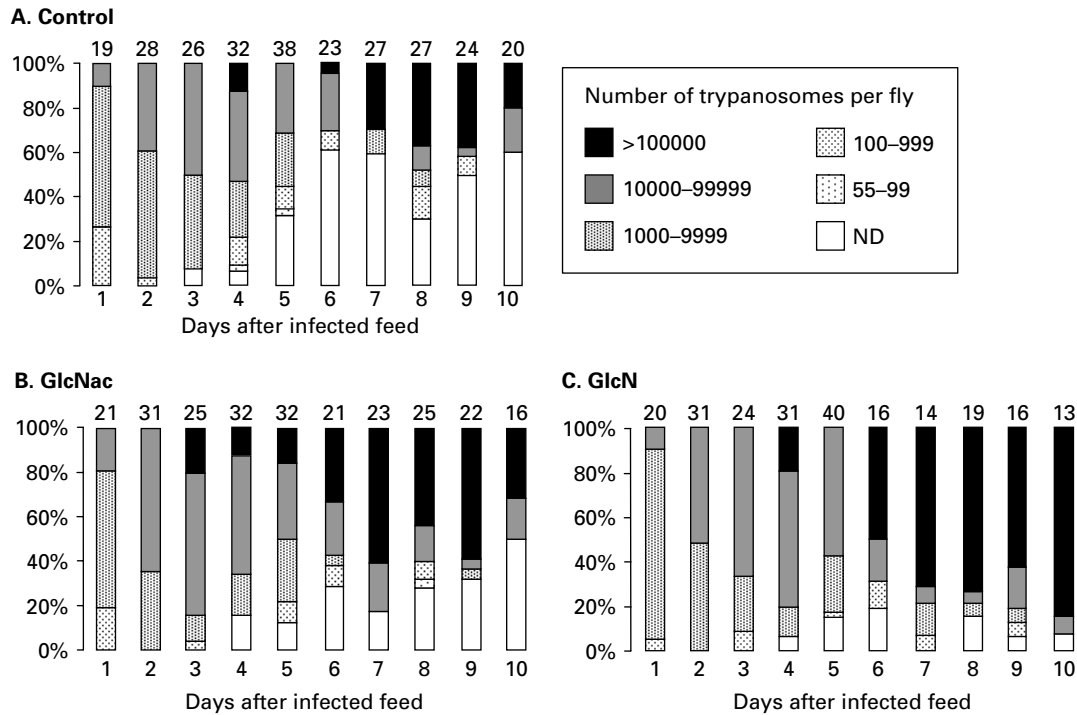 A. Control
19 28 26 32 38 23 27 27 24 20
100%
80%
60%
40%
20%
0%
1 2 3 4 5 6 7 8 9 10
Days after infected feed
Number of trypanosomes per fly
>100000
10000–99999
1000–9999
100–999
55–99
ND
B. GlcNac
21 31 25 32 32 21 23 25 22 16
100%
80%
60%
40%
20%
0%
1 2 3 4 5 6 7 8 9 10
Days after infected feed
C. GlcN
20 31 24 31 40 16 14 19 16 13
100%
80%
60%
40%
20%
0%
1 2 3 4 5 6 7 8 9 10
Days after infected feed